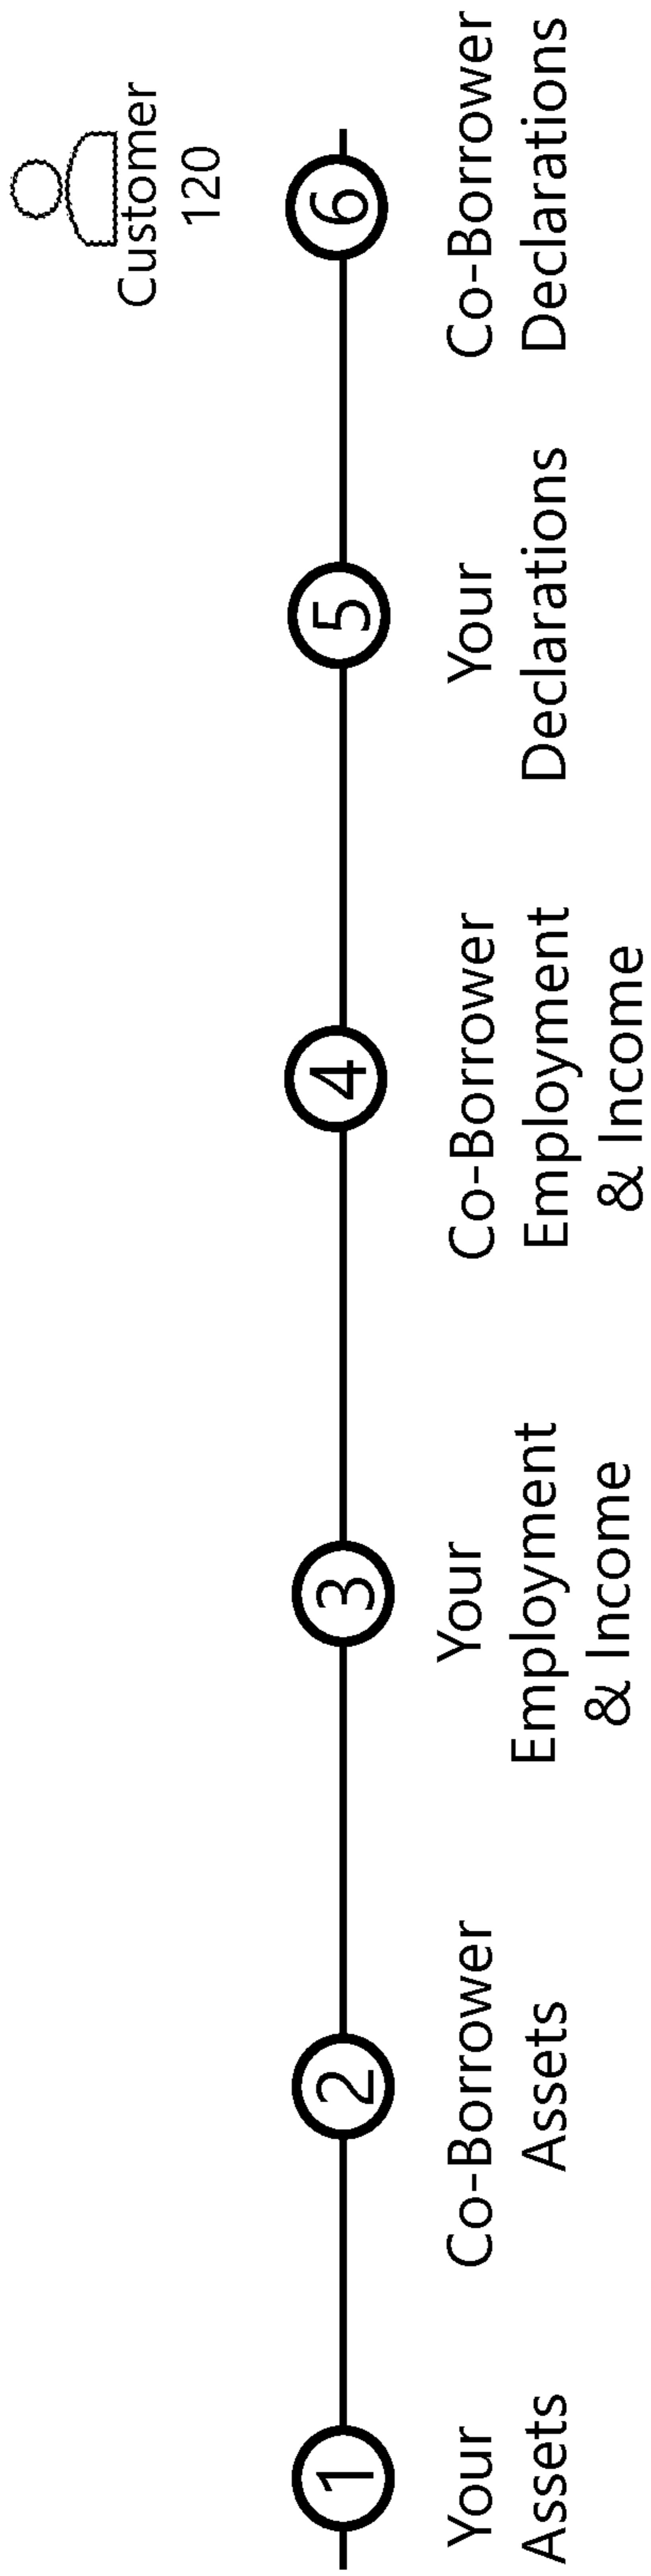 Customer
120
1
2
3
4
5
6
Your
Assets
Co-Borrower
Assets
Your
Employment
& Income
Co-Borrower
Employment
& Income
Your
Declarations
Co-Borrower
Declarations